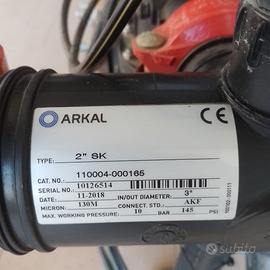 ARKAL
CE
TYPE: 2" SK
CAT. NO.: 110004-000165
SERIAL NO.: 10126514
DATE: 11-2018 IN/OUT DIAMETER: 3"
MICRON: 130M CONNECT. STD.: AKF
MAX. WORKING PRESSURE: 10 BAR 145 PSI
subito